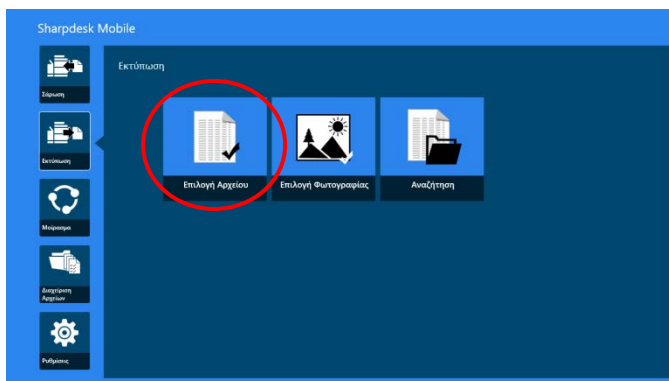 Sharpdesk Mobile
Σάρωση
Εκτύπωση
Εκτύπωση
Επιλογή Αρχείου
Επιλογή Φωτογραφίας
Αναζήτηση
Μοίρασμα
Διαχείριση
Αρχείων
Ρυθμίσεις